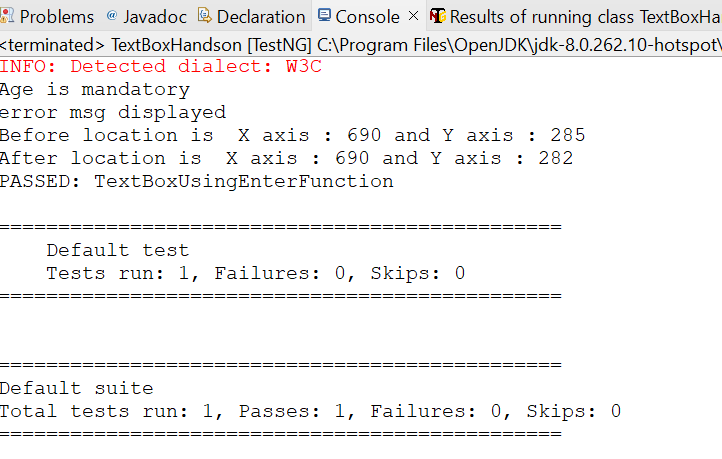 Problems @ Javadoc Declaration Console Results of running class TextBoxHa
<terminated> TextBoxHandson [TestNG] C:\Program Files\OpenJDK\jdk-8.0.262.10-hotspot\
INFO: Detected dialect: W3C
Age is mandatory
error msg displayed
Before location is  X axis : 690 and Y axis : 285
After location is  X axis : 690 and Y axis : 282
PASSED: TextBoxUsingEnterFunction
===============================================
    Default test
    Tests run: 1, Failures: 0, Skips: 0
===============================================
===============================================
Default suite
Total tests run: 1, Passes: 1, Failures: 0, Skips: 0
===============================================